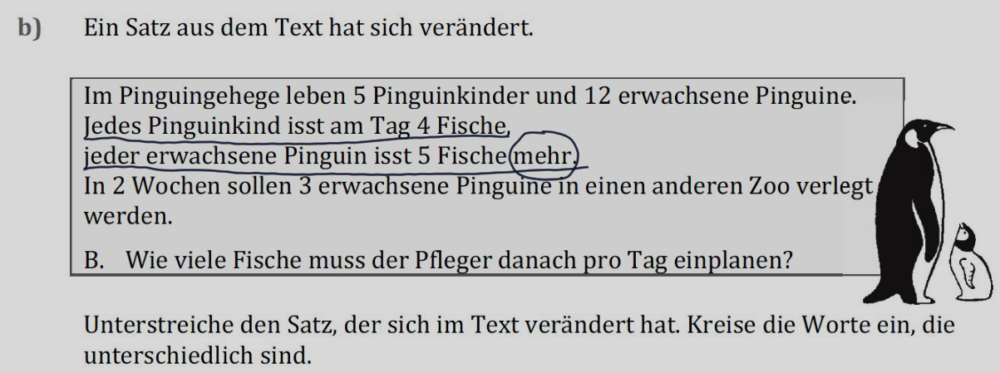 b) Ein Satz aus dem Text hat sich verändert.
Im Pinguingehege leben 5 Pinguinkinder und 12 erwachsene Pinguine.
Jedes Pinguinkind isst am Tag 4 Fische,
jeder erwachsene Pinguin isst 5 Fische mehr.
In 2 Wochen sollen 3 erwachsene Pinguine in einen anderen Zoo verlegt
werden.
B. Wie viele Fische muss der Pfleger danach pro Tag einplanen?
Unterstreiche den Satz, der sich im Text verändert hat. Kreise die Worte ein, die
unterschiedlich sind.